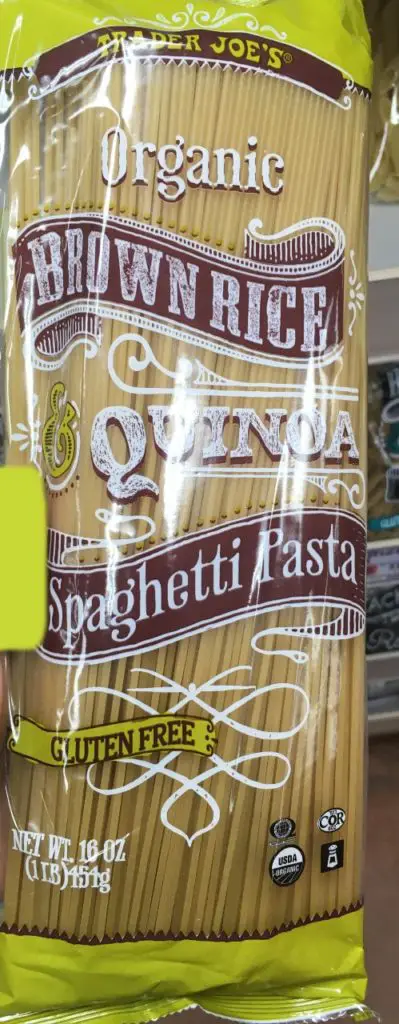 TRADER JOE'S®
Organic
BROWN RICE
& QUINOA
Spaghetti Pasta
GLUTEN FREE
NET WT. 16 OZ
(1 LB) 454g
COR
USDA
ORGANIC